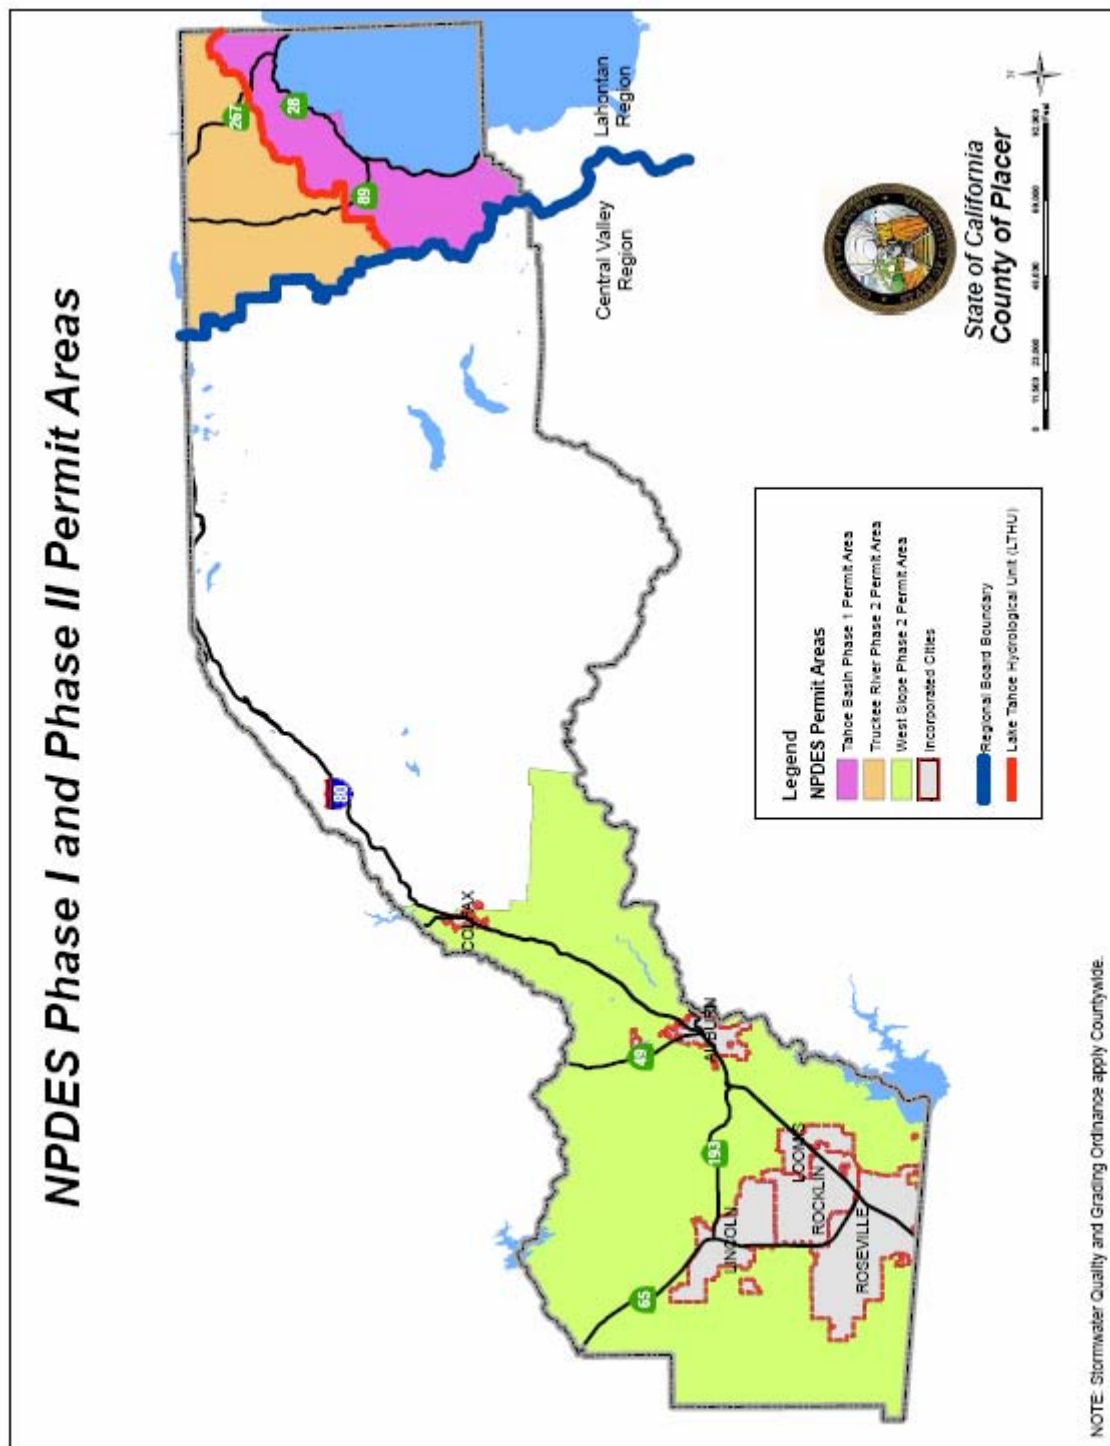 NPDES Phase I and Phase II Permit Areas
65
193
49
80
89
28
267
LINCOLN
ROCKLIN
LOOMIS
ROSEVILLE
AUBURN
COLFAX
Central Valley
Region
Lahontan
Region
Legend
NPDES Permit Areas
Tahoe Basin Phase 1 Permit Area
Truckee River Phase 2 Permit Area
West Slope Phase 2 Permit Area
Incorporated Cities
Regional Board Boundary
Lake Tahoe Hydrological Unit (LTHU)
State of California
County of Placer
NOTE: Stormwater Quality and Grading Ordinance apply Countywide.